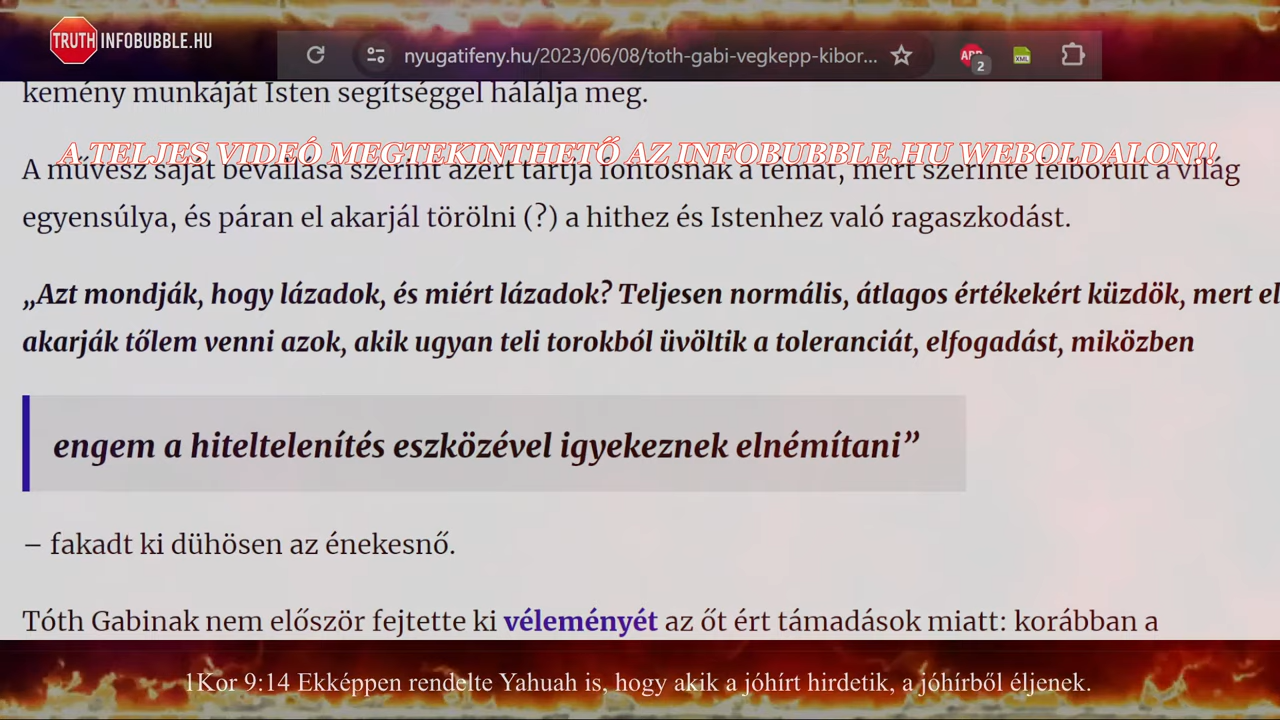 TRUTH INFOBUBBLE.HU
nyugatifeny.hu/2023/06/08/toth-gabi-vegkepp-kibor...
ABP
2
XML
kemény munkáját Isten segítséggel hálálja meg.
A TELJES VIDEÓ MEGTEKINTHETŐ AZ INFOBUBBLE.HU WEBOLDALON!!
A művész saját bevallása szerint azért tartja fontosnak a témát, mert szerinte felborult a világ
egyensúlya, és páran el akarjál törölni (?) a hithez és Istenhez való ragaszkodást.
„Azt mondják, hogy lázadok, és miért lázadok? Teljesen normális, átlagos értékekért küzdök, mert el
akarják tőlem venni azok, akik ugyan teli torokból üvöltik a toleranciát, elfogadást, miközben
engem a hiteltelenítés eszközével igyekeznek elnémítani”
– fakadt ki dühösen az énekesnő.
Tóth Gabinak nem először fejtette ki véleményét az őt ért támadások miatt: korábban a
1Kor 9:14 Ekképpen rendelte Yahuah is, hogy akik a jóhírt hirdetik, a jóhírből éljenek.